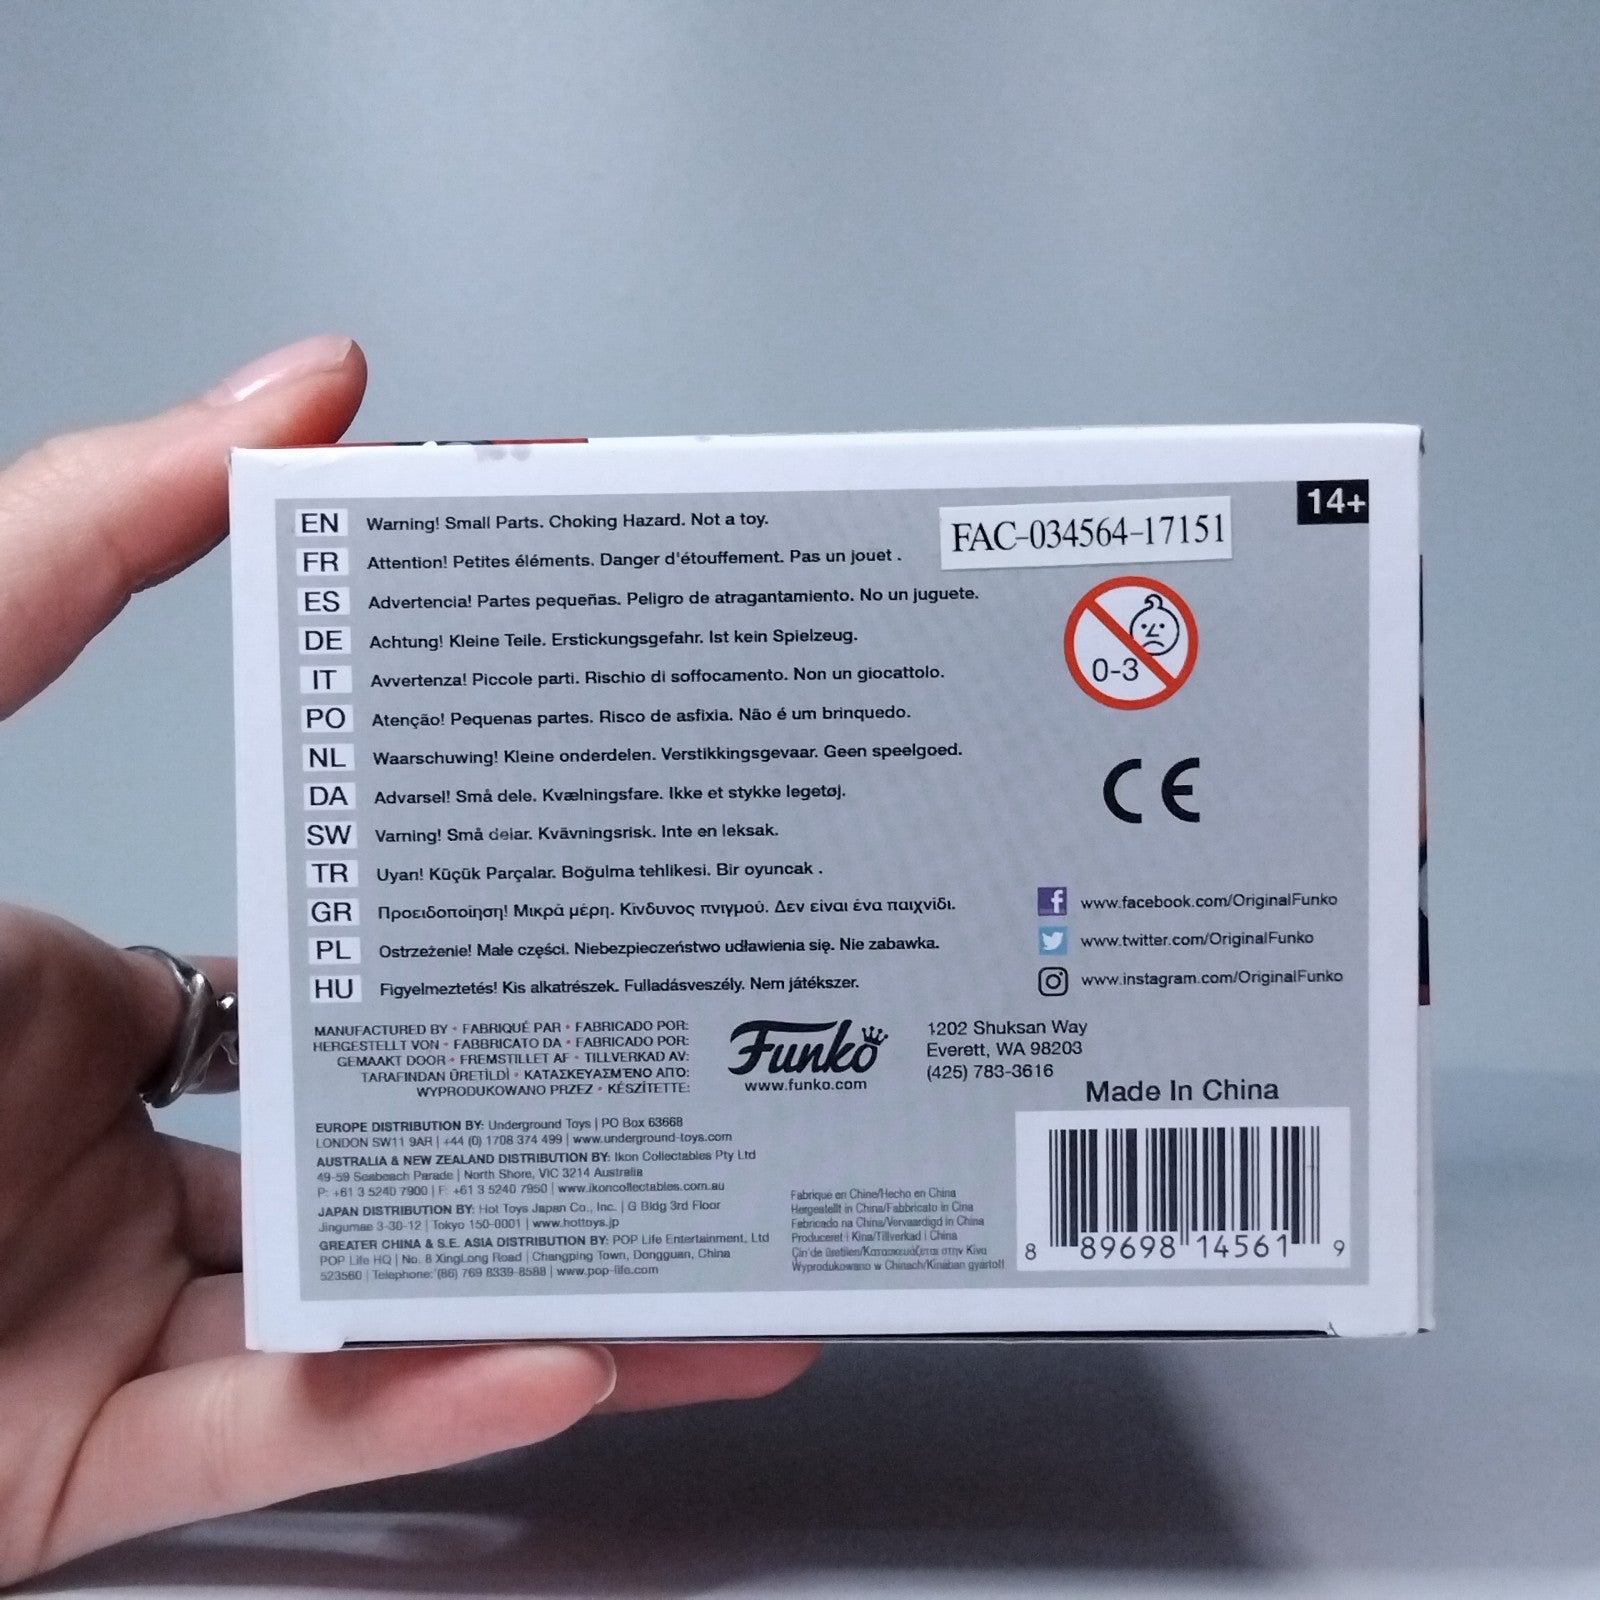 14+
EN Warning! Small Parts. Choking Hazard. Not a toy.
FAC-034564-17151
FR Attention! Petites éléments. Danger d'étouffement. Pas un jouet .
ES Advertencia! Partes pequeñas. Peligro de atragantamiento. No un juguete.
DE Achtung! Kleine Teile. Erstickungsgefahr. Ist kein Spielzeug.
IT Avvertenza! Piccole parti. Rischio di soffocamento. Non un giocattolo.
PO Atenção! Pequenas partes. Risco de asfixia. Não é um brinquedo.
NL Waarschuwing! Kleine onderdelen. Verstikkingsgevaar. Geen speelgoed.
DA Advarsel! Små dele. Kvælningsfare. Ikke et stykke legetøj.
SW Varning! Små delar. Kvävningsrisk. Inte en leksak.
TR Uyan! Küçük Parçalar. Boğulma tehlikesi. Bir oyuncak .
GR Προειδοποίηση! Μικρά μέρη. Κίνδυνος πνιγμού. Δεν είναι ένα παιχνίδι.
PL Ostrzeżenie! Małe części. Niebezpieczeństwo udławienia się. Nie zabawka.
HU Figyelmeztetés! Kis alkatrészek. Fulladásveszély. Nem játékszer.
0-3
CE
www.facebook.com/OriginalFunko
www.twitter.com/OriginalFunko
www.instagram.com/OriginalFunko
MANUFACTURED BY • FABRIQUÉ PAR • FABRICADO POR:
HERGESTELLT VON • FABBRICATO DA • FABRICADO POR:
GEMAAKT DOOR • FREMSTILLET AF • TILLVERKAD AV:
TARAFINDAN ÜRETİLDİ • ΚΑΤΑΣΚΕΥΑΣΜΈΝΟ ΑΠΌ:
WYPRODUKOWANO PRZEZ • KÉSZÍTETTE:
Funko
www.funko.com
1202 Shuksan Way
Everett, WA 98203
(425) 783-3616
Made In China
EUROPE DISTRIBUTION BY: Underground Toys | PO Box 63668
LONDON SW11 9AR | +44 (0) 1708 374 499 | www.underground-toys.com
AUSTRALIA & NEW ZEALAND DISTRIBUTION BY: Ikon Collectables Pty Ltd
49-59 Seabeach Parade | North Shore, VIC 3214 Australia
P: +61 3 5240 7900 | F: +61 3 5240 7950 | www.ikoncollectables.com.au
JAPAN DISTRIBUTION BY: Hot Toys Japan Co., Inc. | G Bldg 3rd Floor
Jingumae 3-30-12 | Tokyo 150-0001 | www.hottoys.jp
GREATER CHINA & S.E. ASIA DISTRIBUTION BY: POP Life Entertainment, Ltd
POP Life HQ | No. 8 XingLong Road | Changping Town, Dongguan, China
523560 | Telephone: (86) 769 8339-8588 | www.pop-life.com
Fabriqué en Chine/Hecho en China
Hergestellt in China/Fabbricato in Cina
Fabricado na China/Vervaardigd in China
Produceret i Kina/Tillverkad i China
Çin'de üretilen/Κατασκευάζεται στην Κίνα
Wyprodukowano w Chinach/Kínában gyártott
8 89698 14561 9